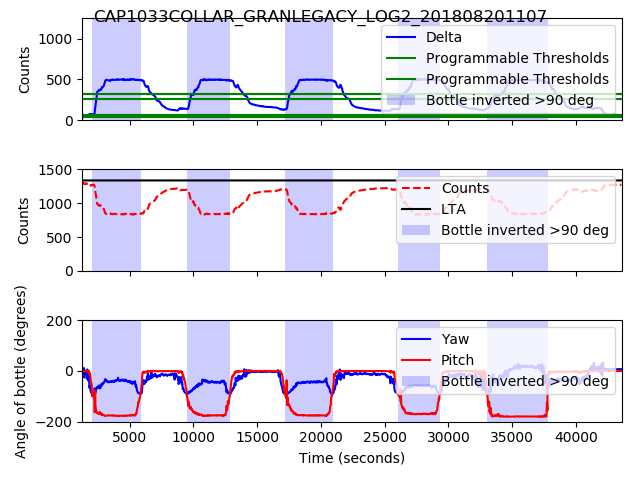 CAP1033COLLAR_GRANLEGACY_LOG2_201808201107
Counts
1000
500
0
Delta
Programmable Thresholds
Programmable Thresholds
Bottle inverted >90 deg
Counts
1500
1000
500
0
Counts
LTA
Bottle inverted >90 deg
Angle of bottle (degrees)
200
0
−200
Yaw
Pitch
Bottle inverted >90 deg
5000 10000 15000 20000 25000 30000 35000 40000
Time (seconds)